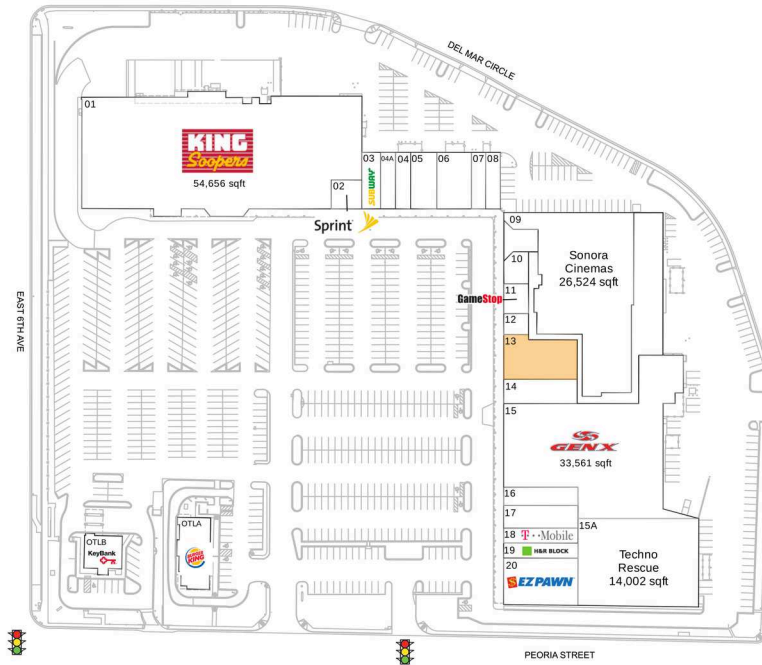 DEL MAR CIRCLE
01
KING
Soopers
54,656 sqft
02
03
SUBWAY
04A
04
05
06
07
08
Sprint
09
Sonora
Cinemas
26,524 sqft
10
11
GameStop
12
13
14
15
GENX
33,561 sqft
16
17
18
T··Mobile
19
H&R BLOCK
20
EZPAWN
15A
Techno
Rescue
14,002 sqft
EAST 6TH AVE
OTLB
KeyBank
OTLA
BURGER
KING
PEORIA STREET